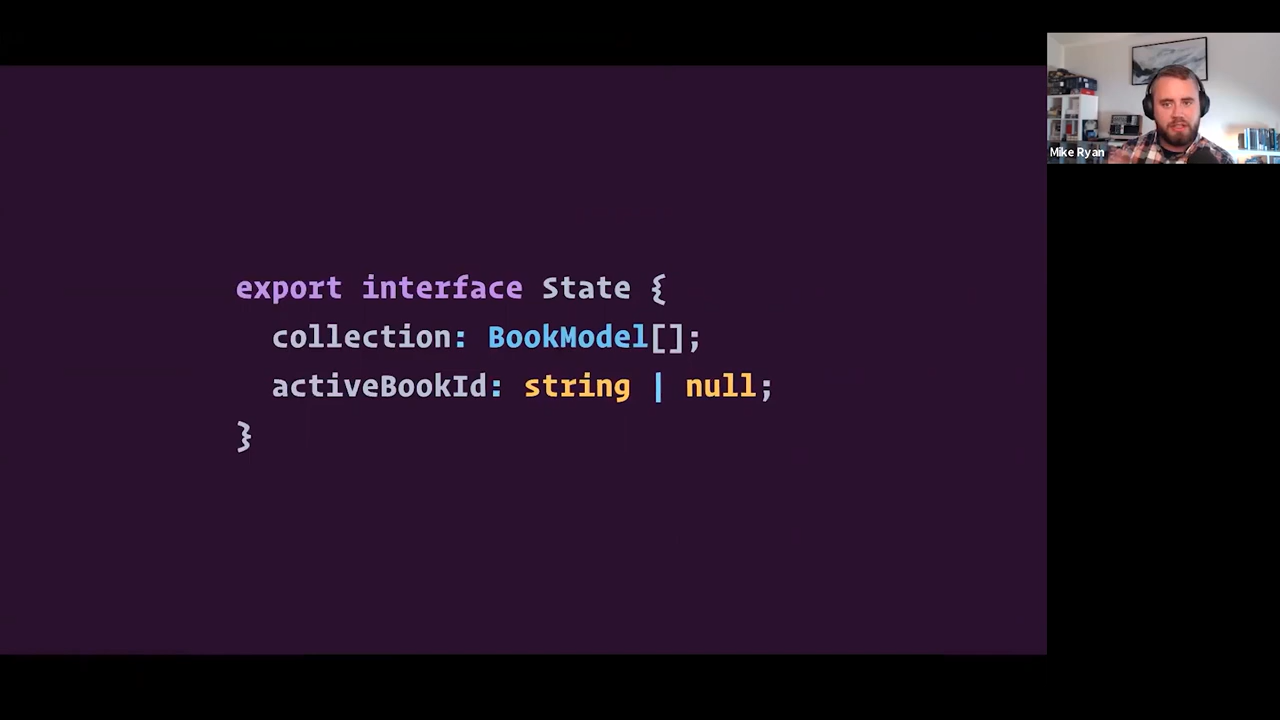 export interface State {
collection: BookModel[];
activeBookId: string | null;
}
Mike Ryan